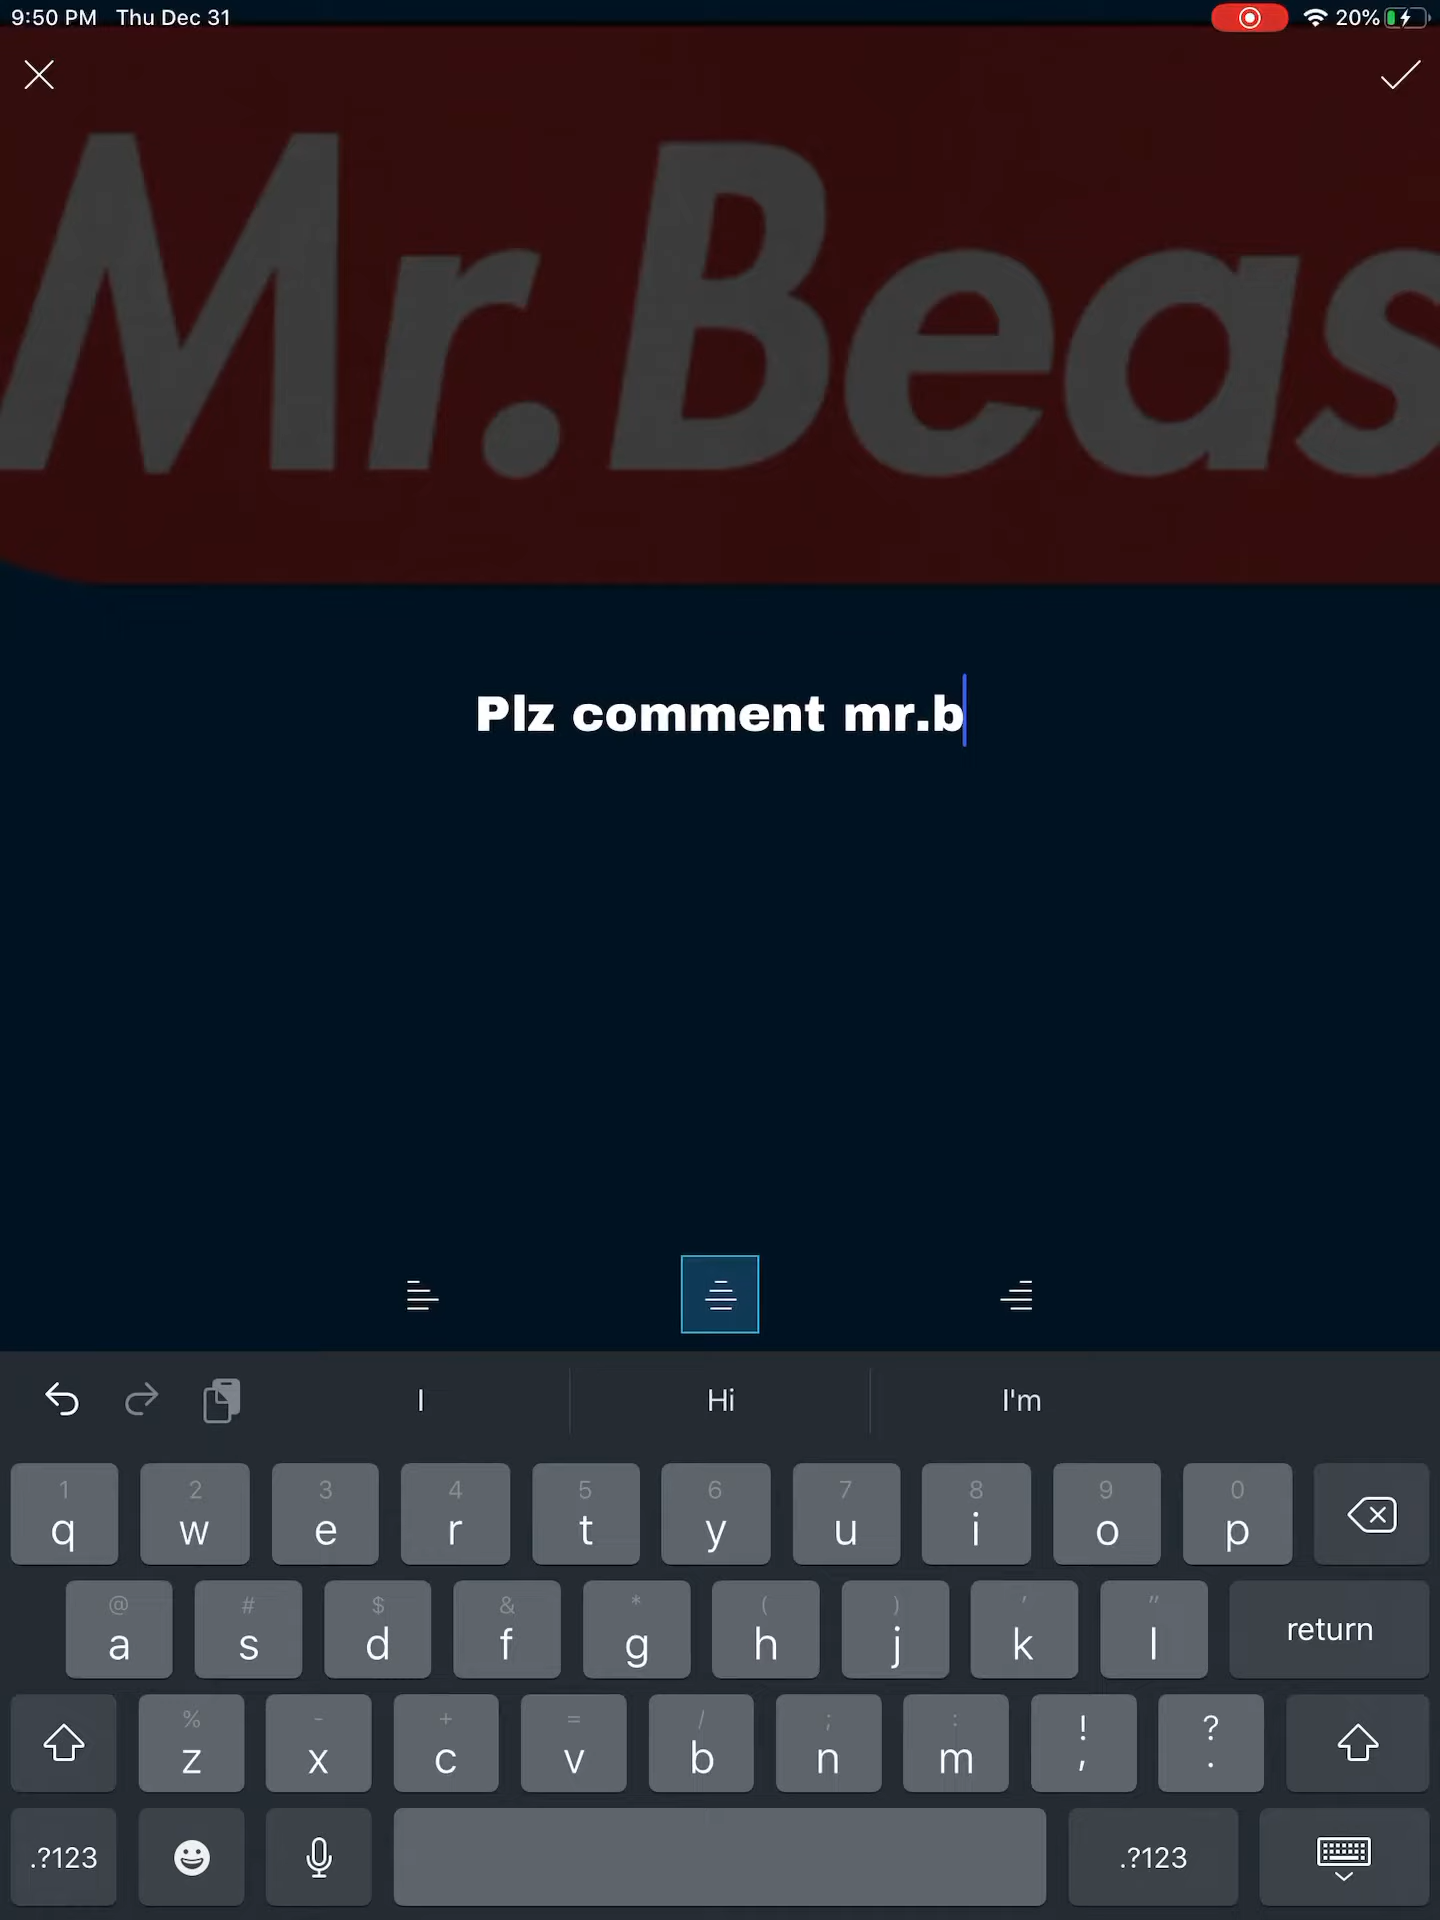 9:50 PM Thu Dec 31 20%
Mr.Beas
Plz comment mr.b
I Hi I'm
1 2 3 4 5 6 7 8 9 0
q w e r t y u i o p
@ # $ & * ( ) ' "
a s d f g h j k l return
% - + = / ; : ! ?
z x c v b n m , .
.?123 .?123